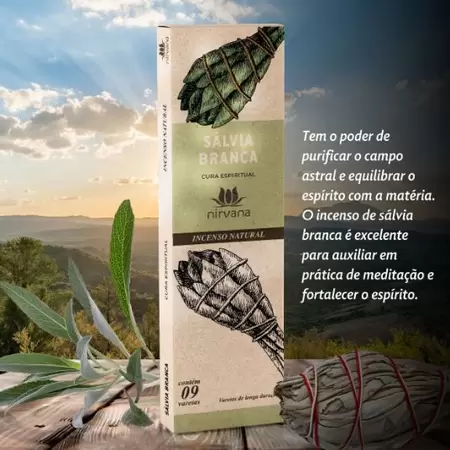 SÁLVIA
BRANCA
CURA ESPIRITUAL
nirvana
INCENSO NATURAL
contém
09
varetas
Varetas de longa
INCENSO NATURAL
CURA ESPIRITUAL
SÁLVIA BRANCA
Tem o poder de
purificar o campo
astral e equilibrar o
espírito com a matéria.
O incenso de sálvia
branca é excelente
para auxiliar em
prática de meditação e
fortalecer o espírito.